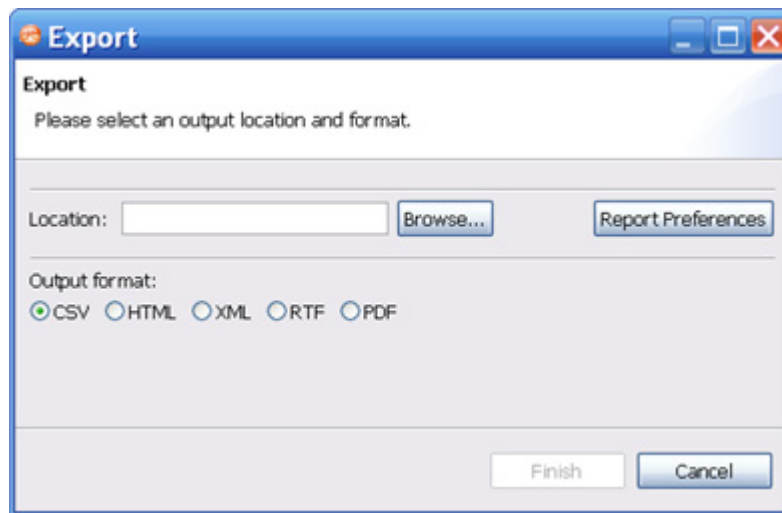 Export
Export
Please select an output location and format.
Location: Browse... Report Preferences
Output format:
CSV HTML XML RTF PDF
Finish Cancel